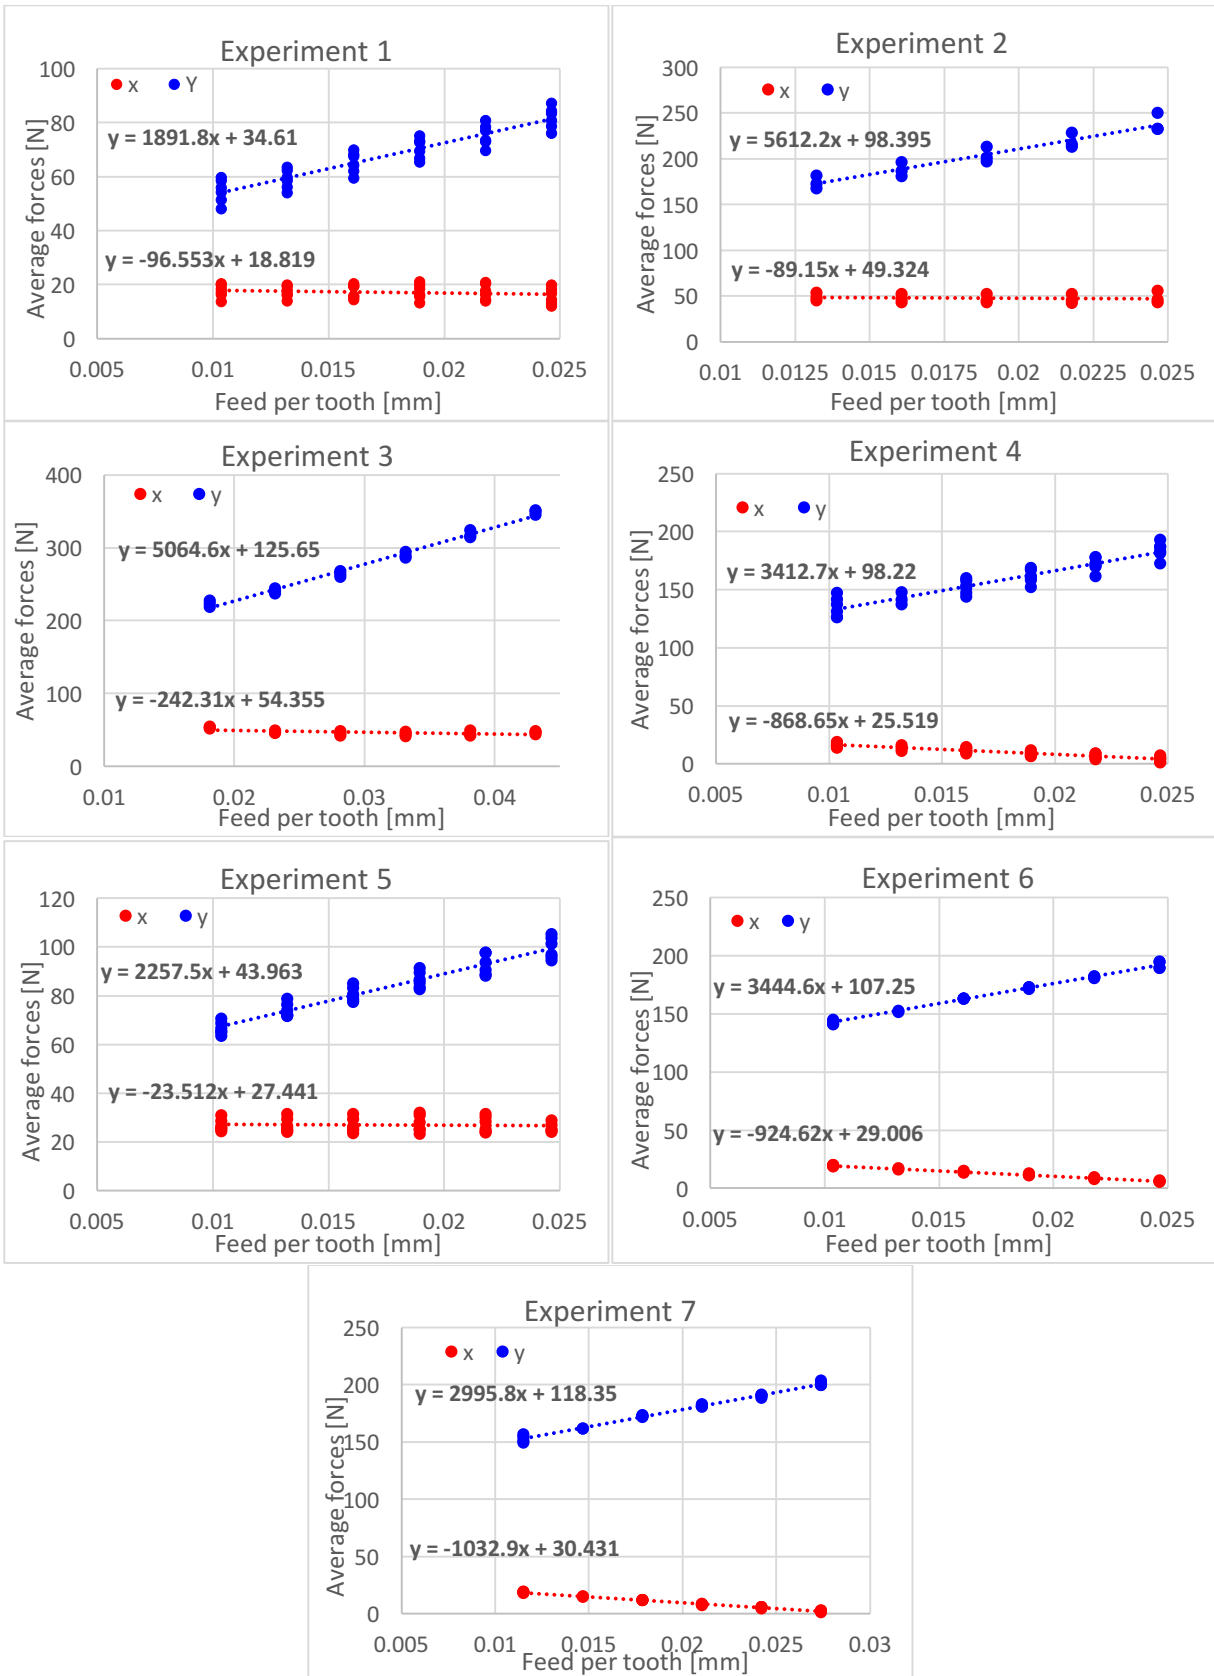 Experiment 1
Average forces [N]
100
80
60
40
20
0
x Y
y = 1891.8x + 34.61
y = -96.553x + 18.819
0.005 0.01 0.015 0.02 0.025
Feed per tooth [mm]
Experiment 2
Average forces [N]
300
250
200
150
100
50
0
x y
y = 5612.2x + 98.395
y = -89.15x + 49.324
0.01 0.0125 0.015 0.0175 0.02 0.0225 0.025
Feed per tooth [mm]
Experiment 3
Average forces [N]
400
300
200
100
0
x y
y = 5064.6x + 125.65
y = -242.31x + 54.355
0.01 0.02 0.03 0.04
Feed per tooth [mm]
Experiment 4
Average forces [N]
250
200
150
100
50
0
x y
y = 3412.7x + 98.22
y = -868.65x + 25.519
0.005 0.01 0.015 0.02 0.025
Feed per tooth [mm]
Experiment 5
Average forces [N]
120
100
80
60
40
20
0
x y
y = 2257.5x + 43.963
y = -23.512x + 27.441
0.005 0.01 0.015 0.02 0.025
Feed per tooth [mm]
Experiment 6
Average forces [N]
250
200
150
100
50
0
x y
y = 3444.6x + 107.25
y = -924.62x + 29.006
0.005 0.01 0.015 0.02 0.025
Feed per tooth [mm]
Experiment 7
Average forces [N]
250
200
150
100
50
0
x y
y = 2995.8x + 118.35
y = -1032.9x + 30.431
0.005 0.01 0.015 0.02 0.025 0.03
Feed per tooth [mm]